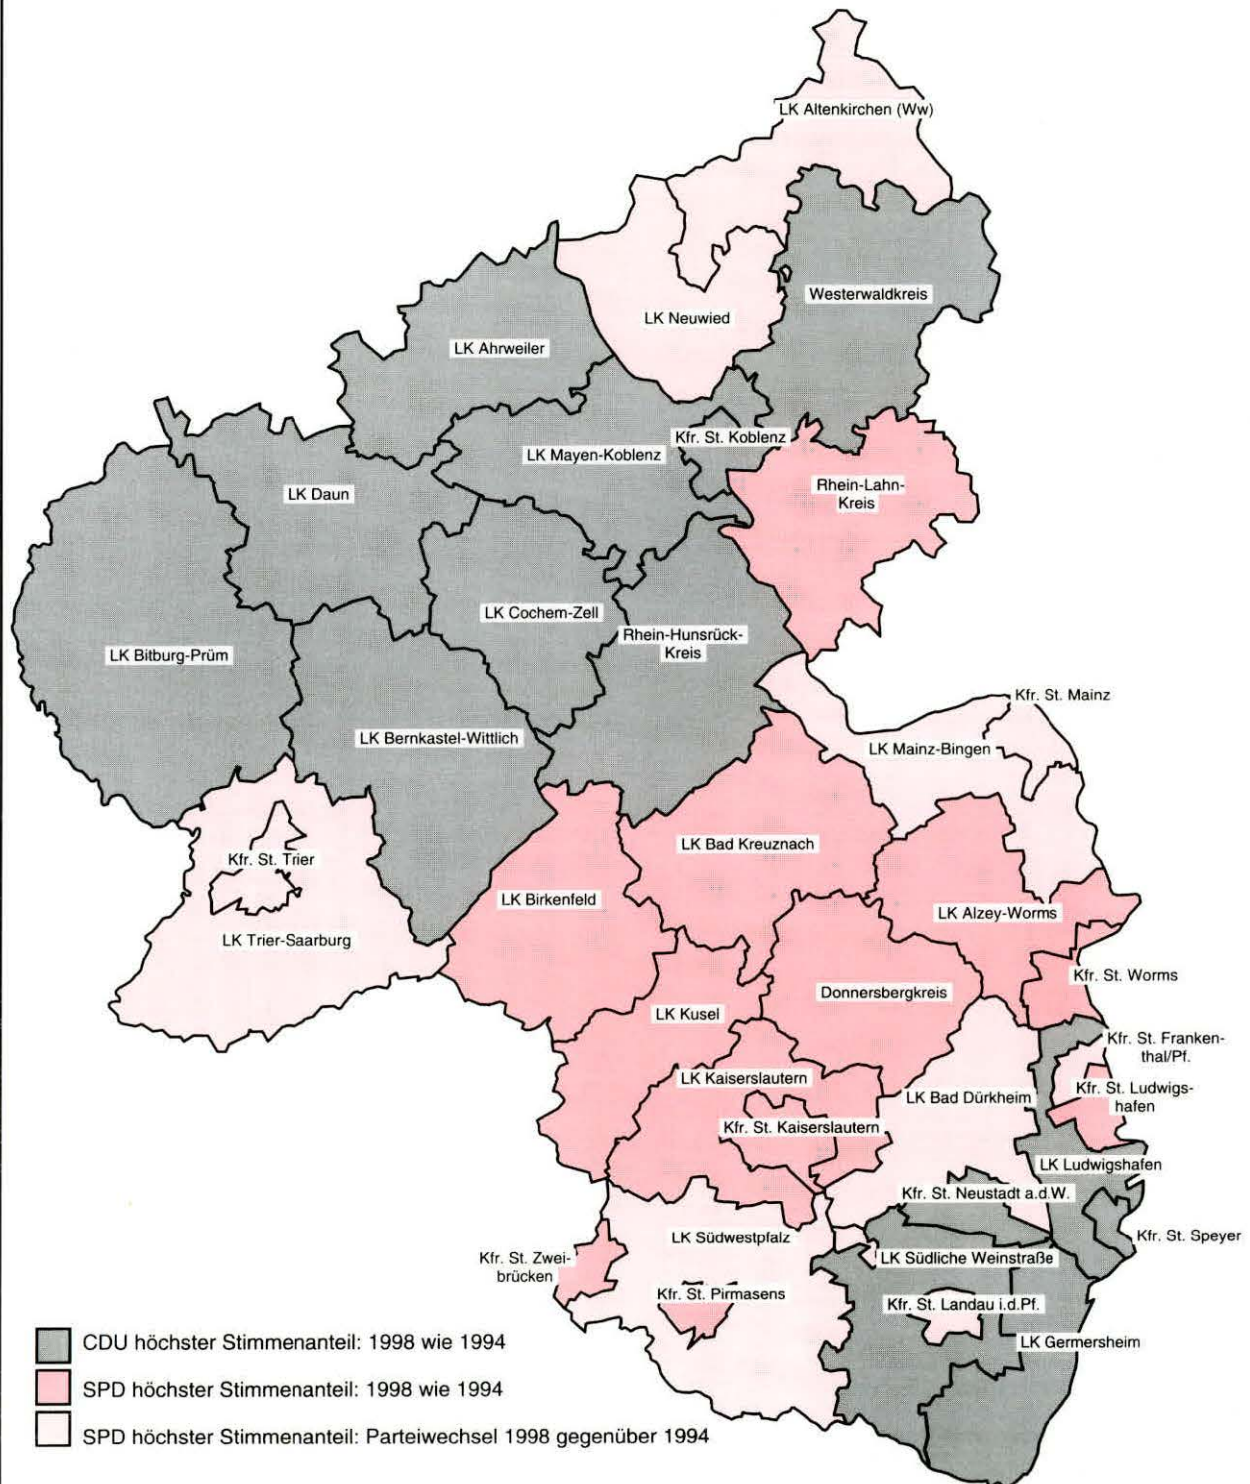 LK Altenkirchen (Ww)
Westerwaldkreis
LK Neuwied
LK Ahrweiler
Kfr. St. Koblenz
LK Mayen-Koblenz
Rhein-Lahn-
Kreis
LK Daun
LK Cochem-Zell
Rhein-Hunsrück-
Kreis
LK Bitburg-Prüm
Kfr. St. Mainz
LK Bernkastel-Wittlich
LK Mainz-Bingen
LK Bad Kreuznach
Kfr. St. Trier
LK Birkenfeld
LK Alzey-Worms
LK Trier-Saarburg
Kfr. St. Worms
Donnersbergkreis
LK Kusel
Kfr. St. Franken-
thal/Pf.
LK Kaiserslautern
Kfr. St. Ludwigs-
hafen
LK Bad Dürkheim
Kfr. St. Kaiserslautern
LK Ludwigshafen
Kfr. St. Neustadt a.d.W.
LK Südwestpfalz
Kfr. St. Speyer
Kfr. St. Zwei-
brücken
LK Südliche Weinstraße
Kfr. St. Pirmasens
Kfr. St. Landau i.d.Pf.
LK Germersheim
CDU höchster Stimmenanteil: 1998 wie 1994
SPD höchster Stimmenanteil: 1998 wie 1994
SPD höchster Stimmenanteil: Parteiwechsel 1998 gegenüber 1994